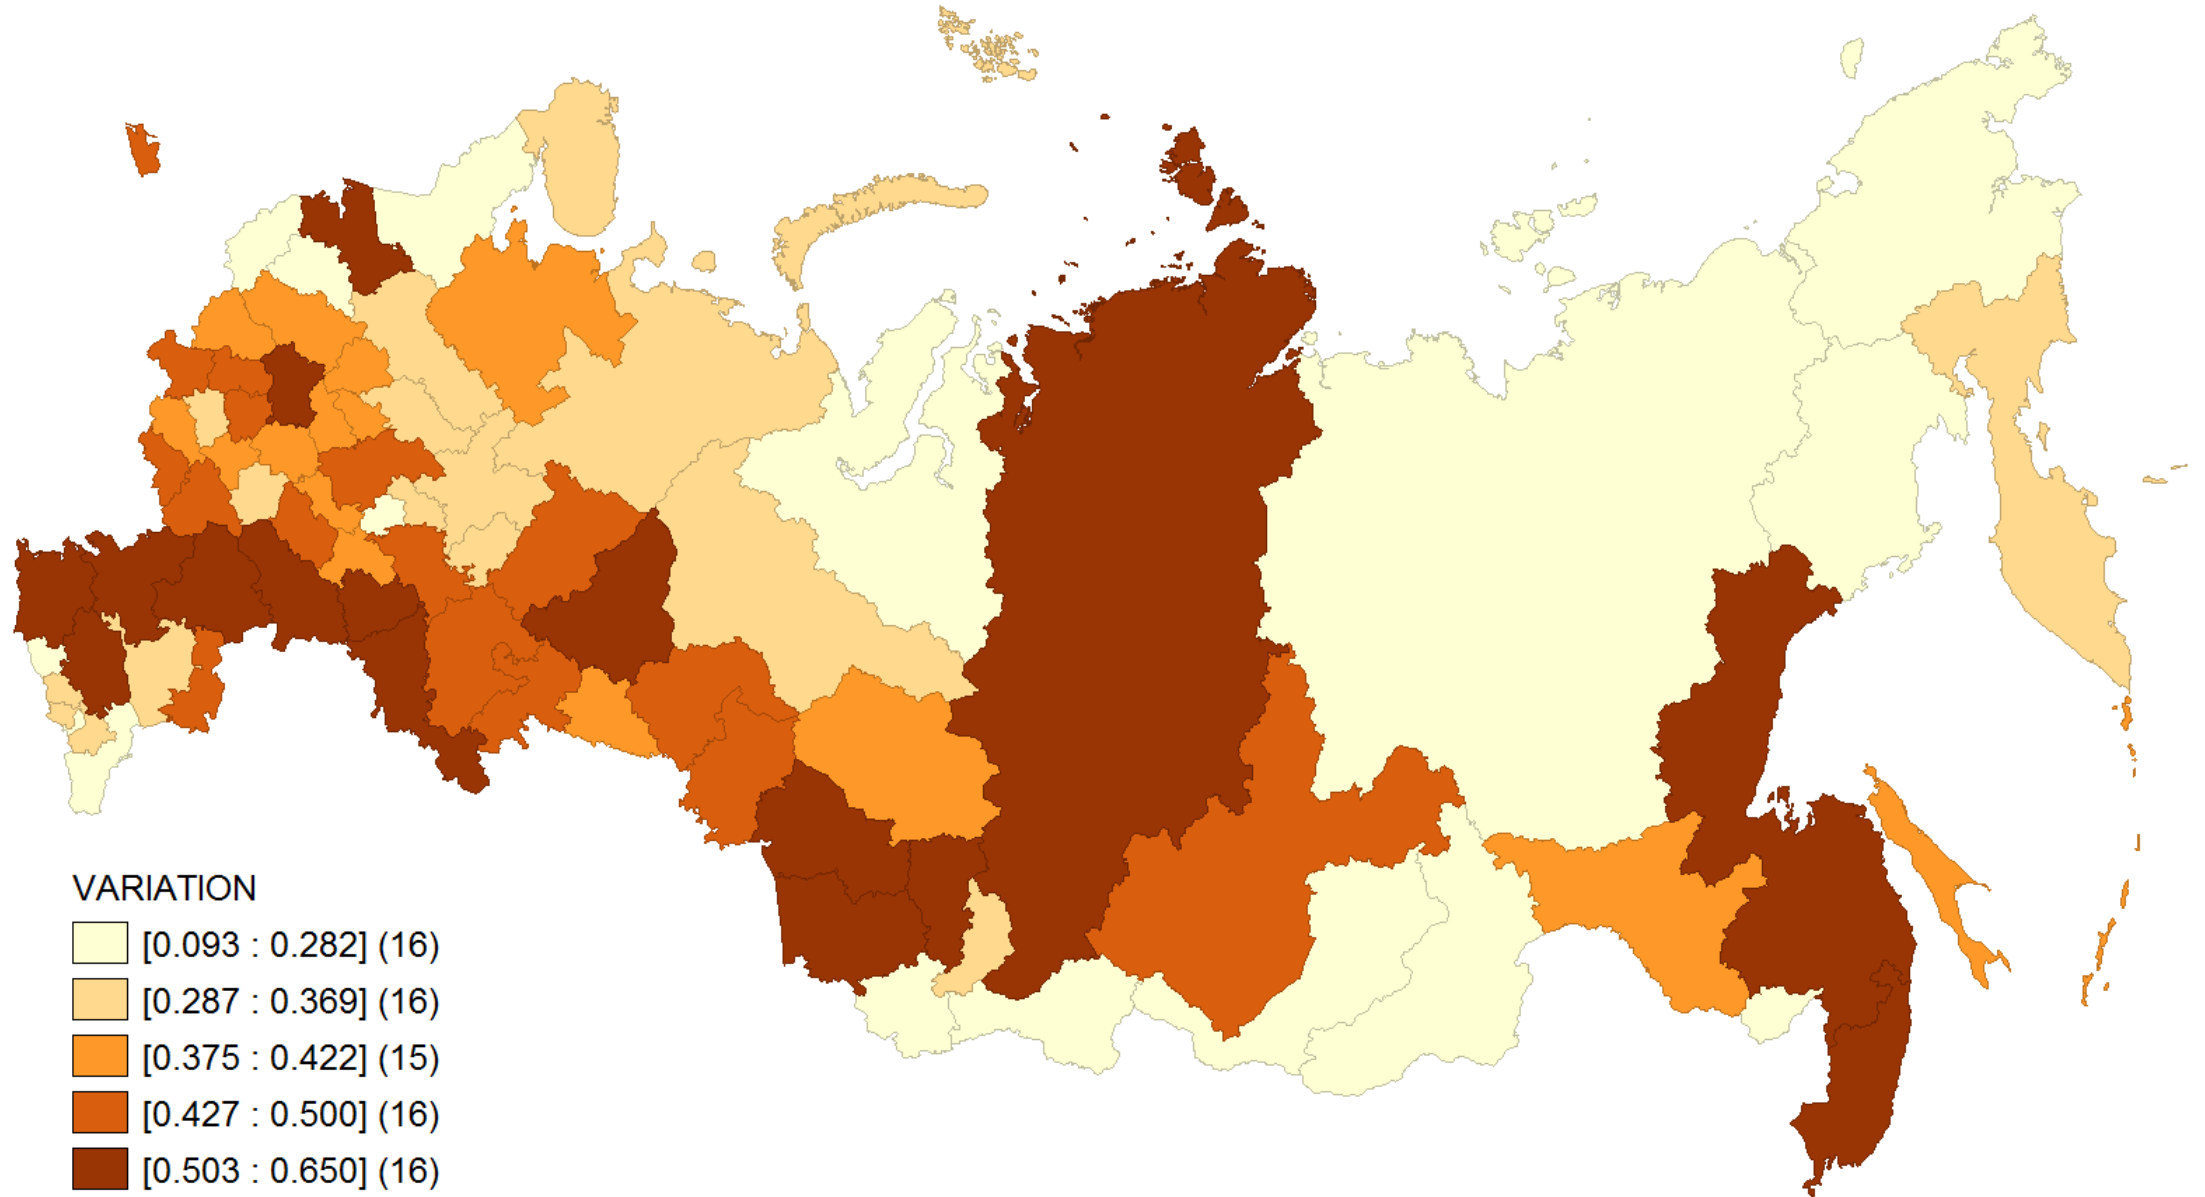 VARIATION
[0.093 : 0.282] (16)
[0.287 : 0.369] (16)
[0.375 : 0.422] (15)
[0.427 : 0.500] (16)
[0.503 : 0.650] (16)